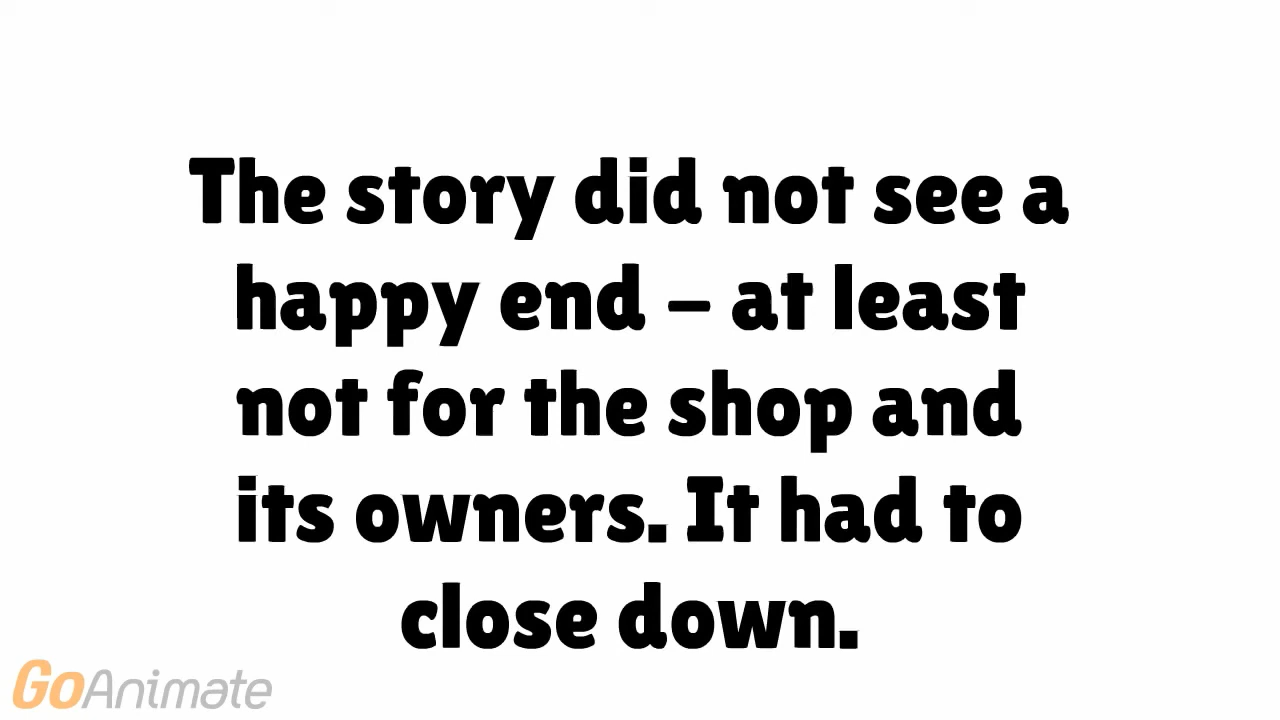 The story did not see a
happy end – at least
not for the shop and
its owners. It had to
close down.
GoAnimate